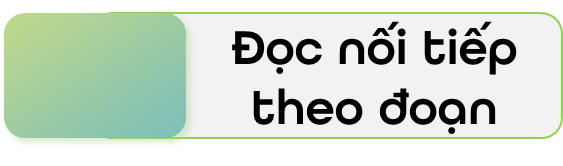 Đọc nối tiếp
theo đoạn